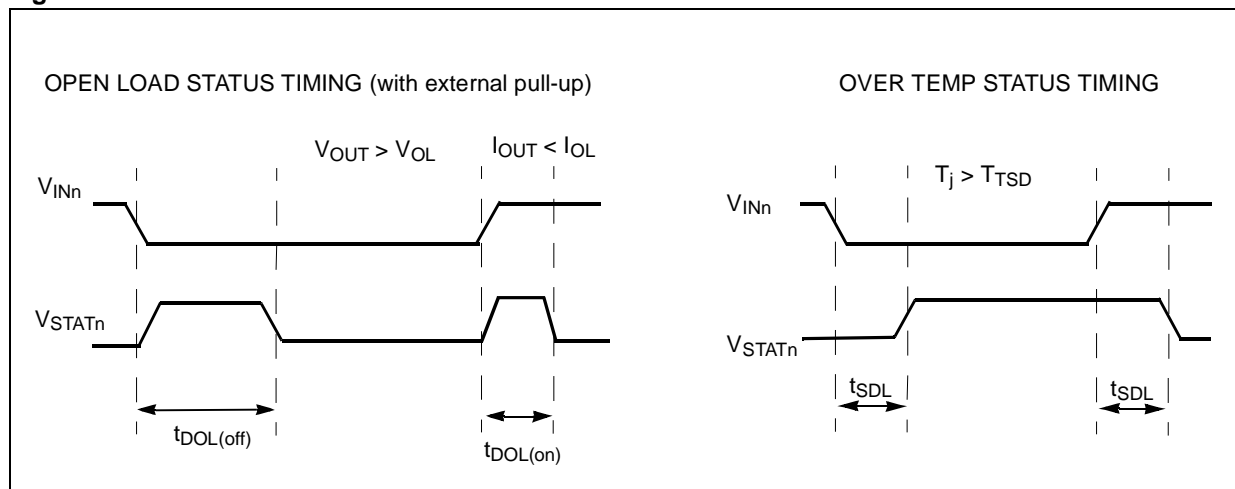 OPEN LOAD STATUS TIMING (with external pull-up)
VOUT > VOL
IOUT < IOL
VINn
VSTATn
tDOL(off)
tDOL(on)
OVER TEMP STATUS TIMING
Tj > TTSD
VINn
VSTATn
tSDL
tSDL